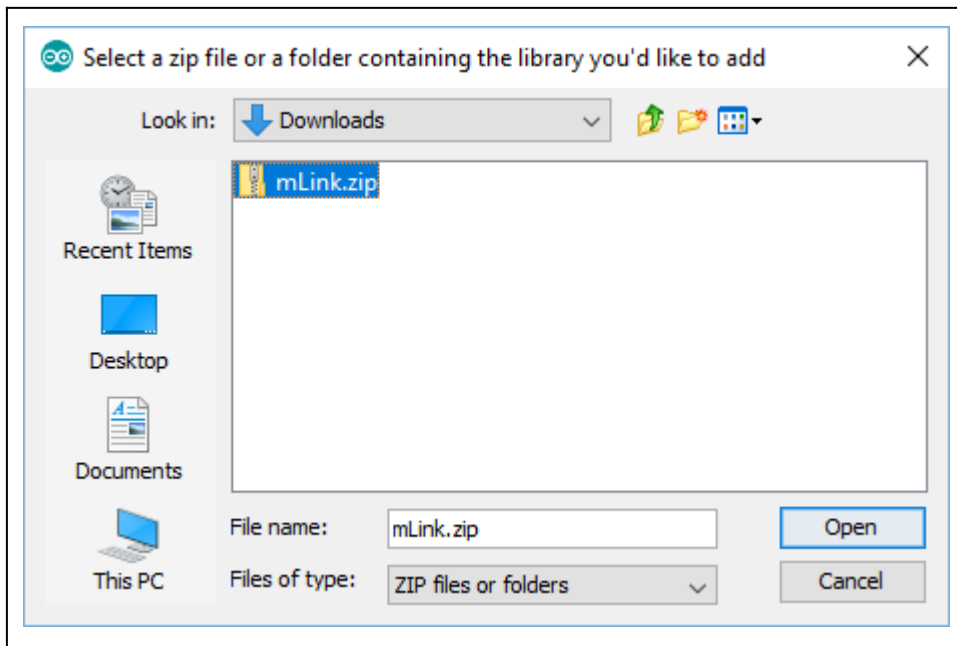 Select a zip file or a folder containing the library you'd like to add
Look in: Downloads
mLink.zip
Recent Items
Desktop
Documents
This PC
File name: mLink.zip Open
Files of type: ZIP files or folders Cancel